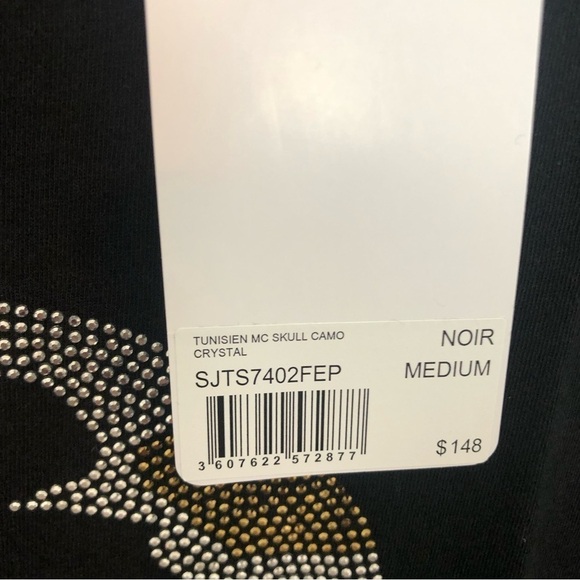 TUNISIEN MC SKULL CAMO
CRYSTAL
SJTS7402FEP
NOIR
MEDIUM
3 607622 572877
$ 148